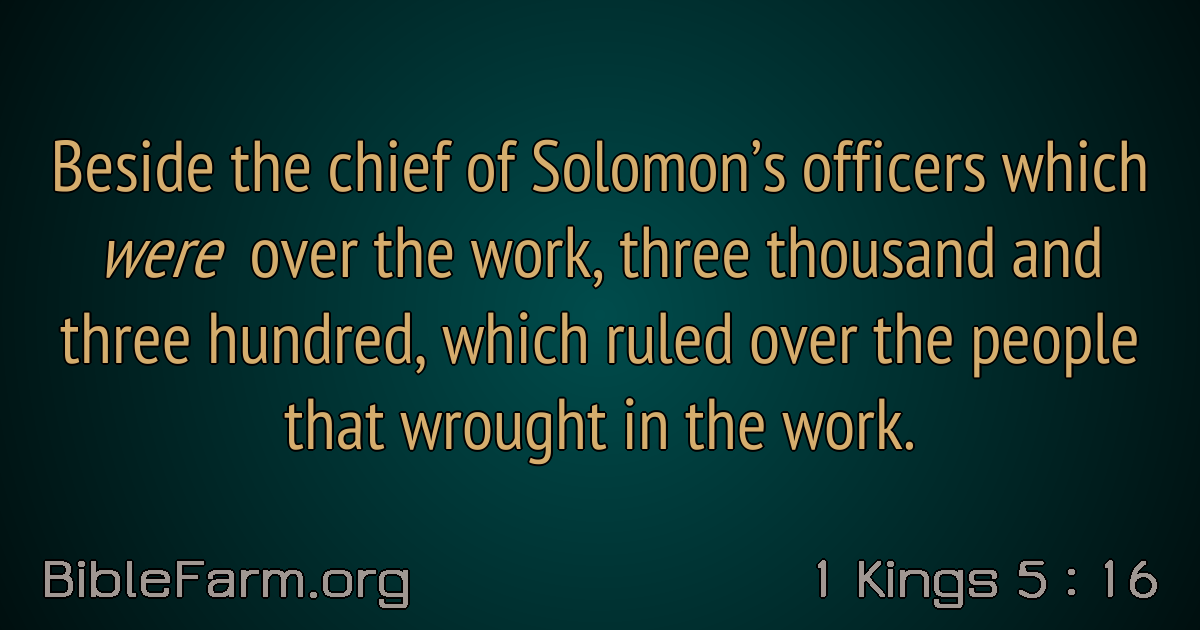 Beside the chief of Solomon’s officers which
were over the work, three thousand and
three hundred, which ruled over the people
that wrought in the work.
BibleFarm.org
1 Kings 5 : 16